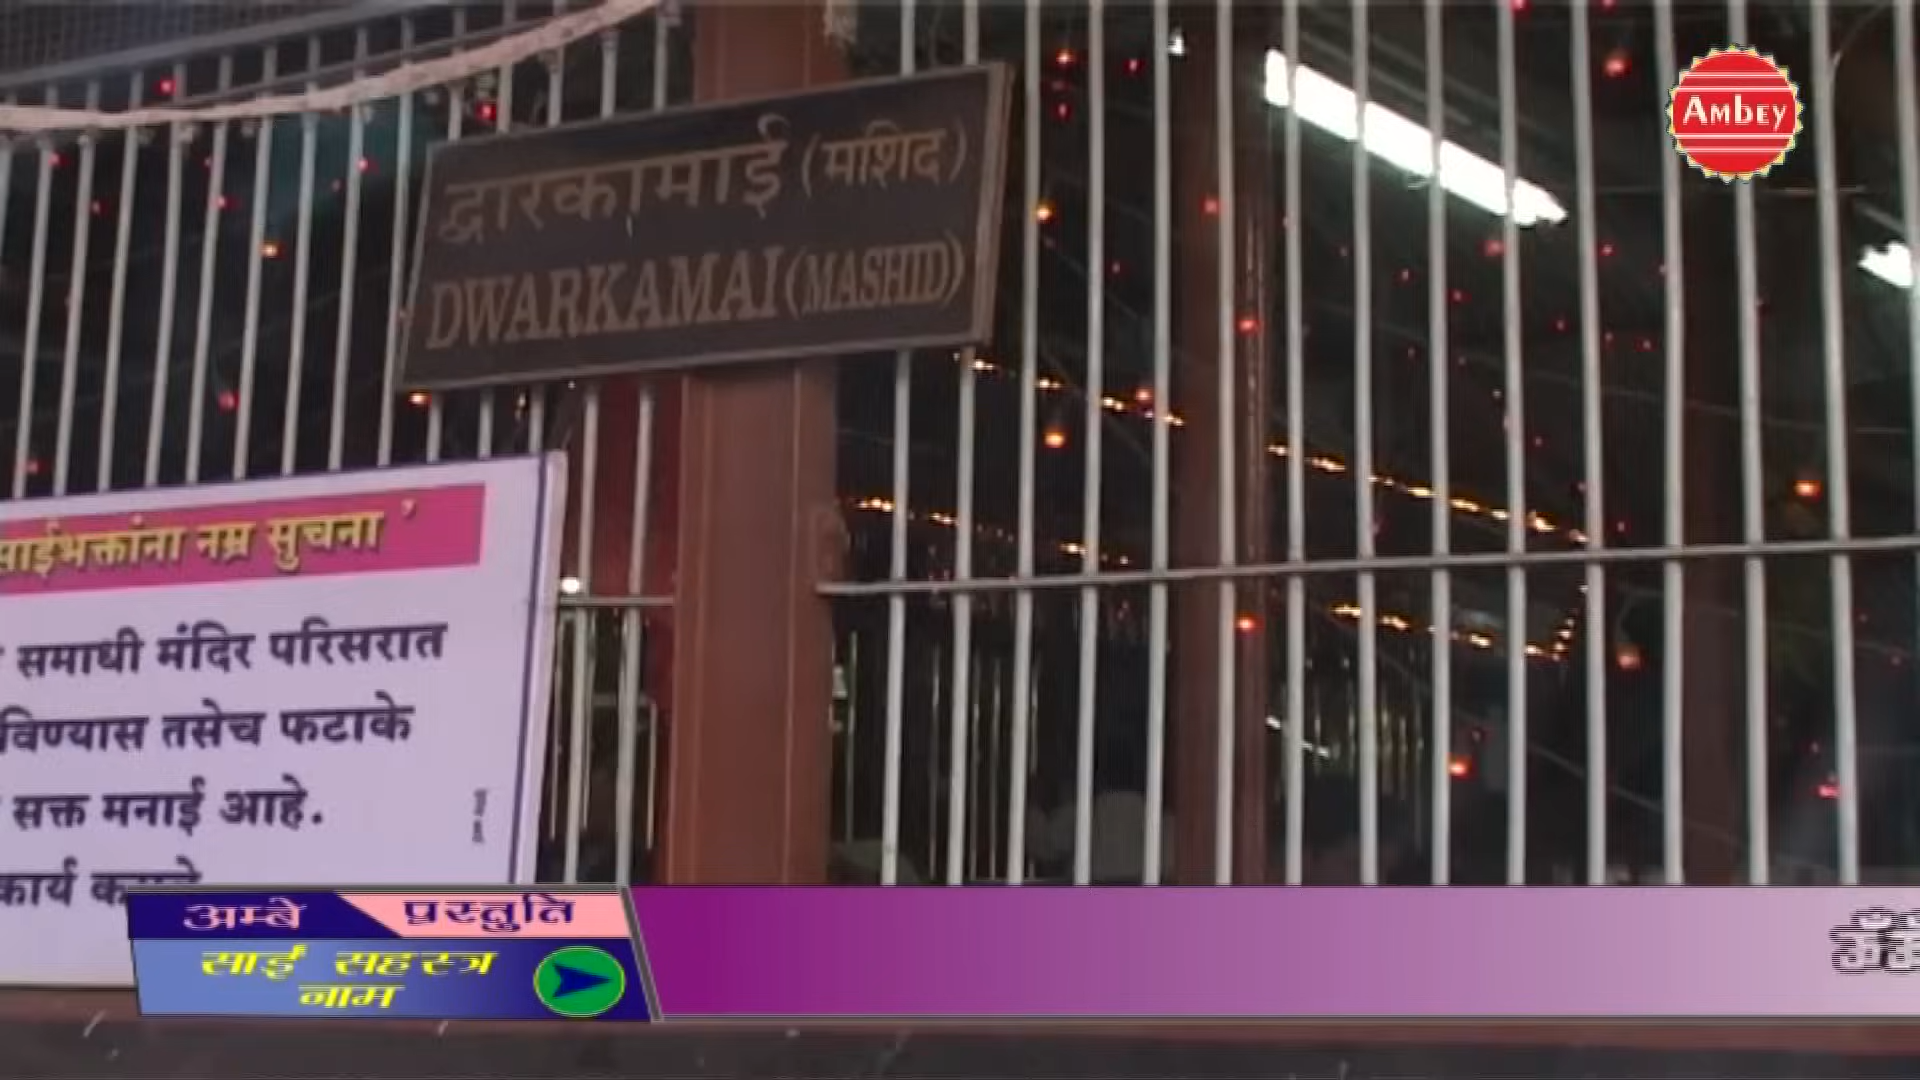 AMBEY
द्वारकामाई (मशिद)
DWARKAMAI (MASHID)
साईभक्तांना नम्र सुचना '
समाधी मंदिर परिसरात
विण्यास तसेच फटाके
सक्त मनाई आहे.
कार्य
अम्बे प्रस्तुति
साईं सहस्त्र
नाम
ॐ